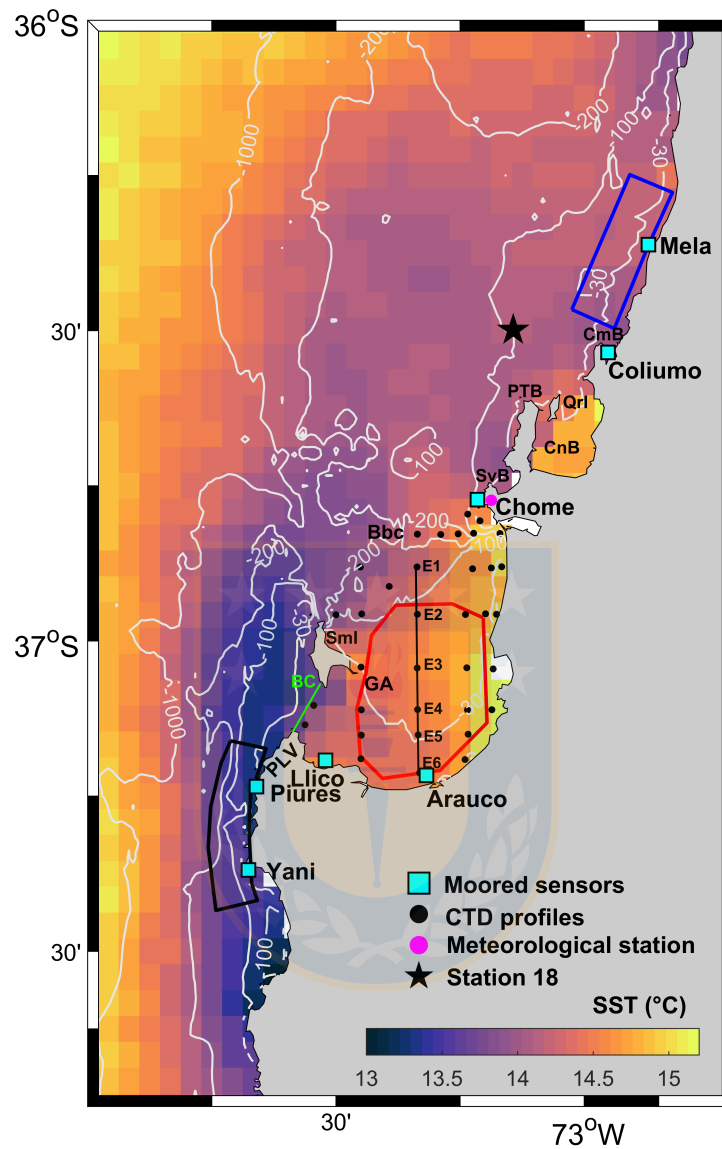 36°S
-200
-1000
-200
-100
-30
Mela
-30
30'
CmB
Coliumo
PTB
QrI
CnB
-100
SvB
Chome
Bbc
-200
-100
-200
-200
E1
-100
-30
E2
37°S
SmI
E3
BC
GA
-1000
E4
E5
PLV
E6
Llico
Piures
Arauco
Yani
Moored sensors
CTD profiles
-100
Meteorological station
30'
Station 18
SST (°C)
13
13.5
14
14.5
15
30'
73°W